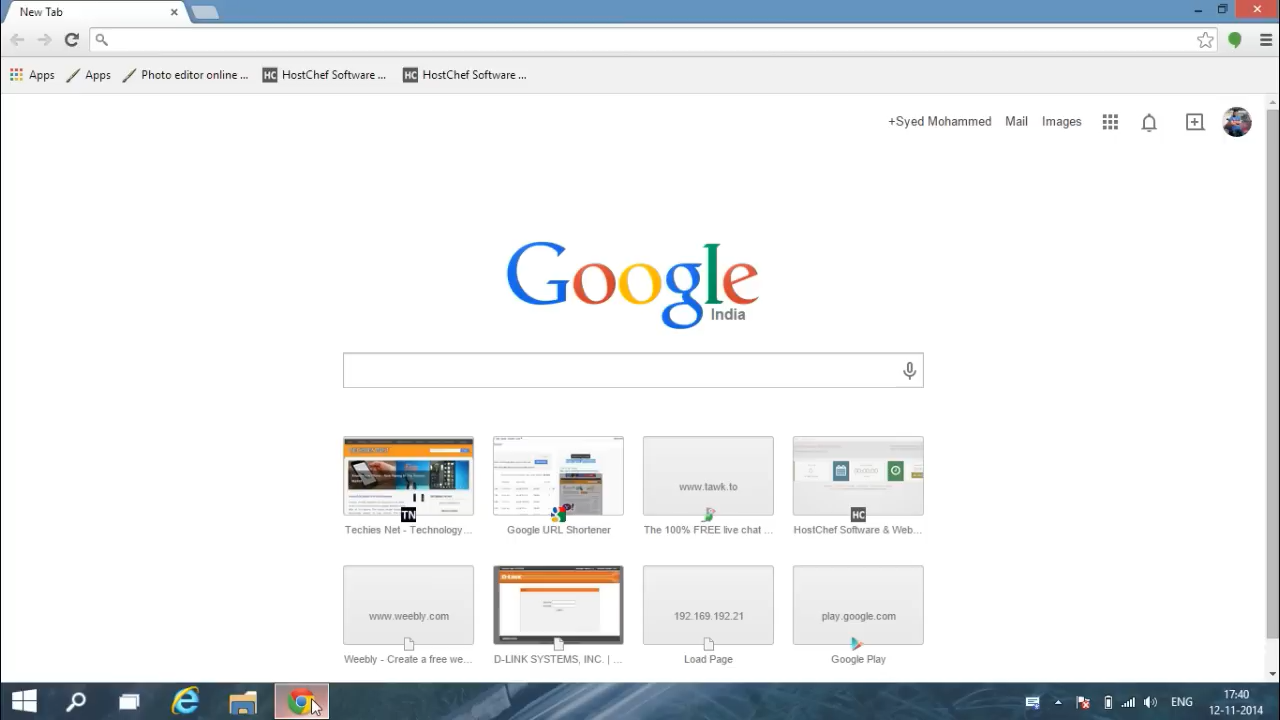 New Tab
Apps Apps Photo editor online ... HC HostChef Software ... HC HostChef Software ...
+Syed Mohammed Mail Images
Google
India
www.tawk.to
TN HC
Techies Net - Technology... Google URL Shortener The 100% FREE live chat ... HostChef Software & Web...
D-Link
www.weebly.com 192.169.192.21 play.google.com
Weebly - Create a free we... D-LINK SYSTEMS, INC. | ... Load Page Google Play
ENG 17:40
12-11-2014